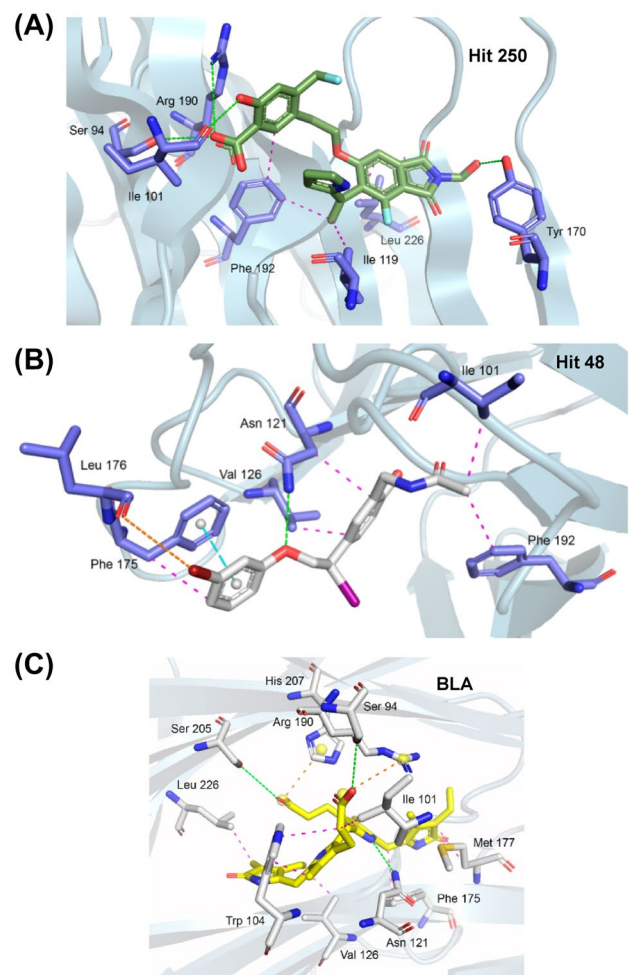 (A)
Hit 250
Arg 190
Ser 94
Ile 101
Leu 226
Tyr 170
Phe 192
Ile 119
(B)
Hit 48
Ile 101
Asn 121
Leu 176
Val 126
Phe 175
Phe 192
(C)
BLA
His 207
Ser 94
Arg 190
Ser 205
Leu 226
Ile 101
Met 177
Phe 175
Trp 104
Asn 121
Val 126